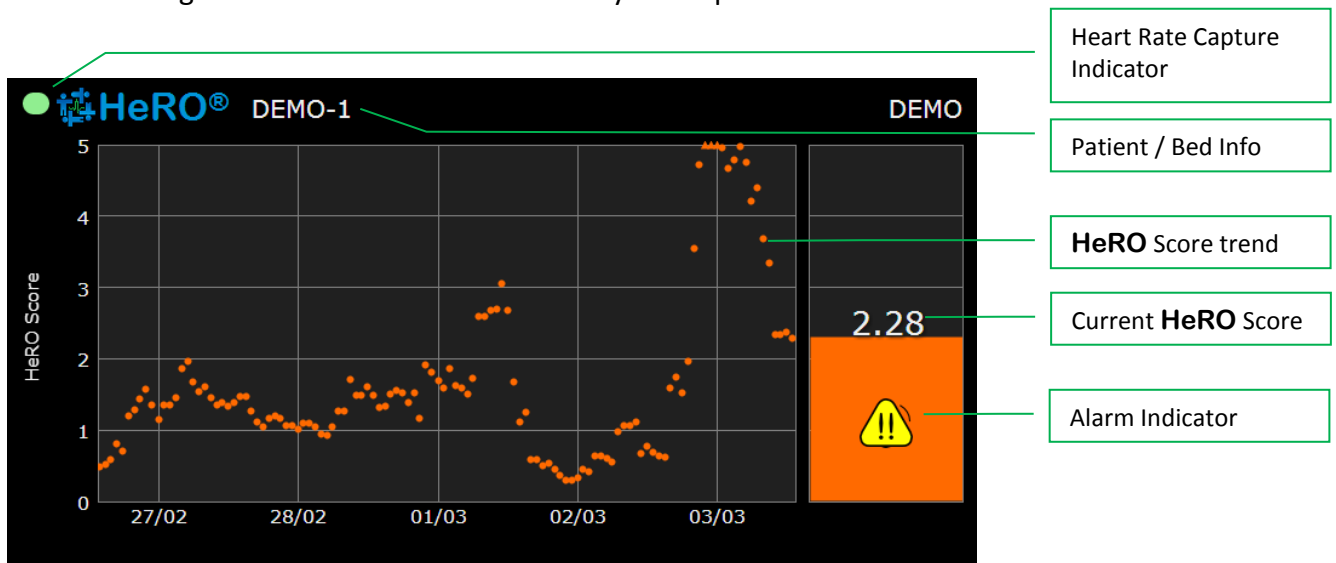 Heart Rate Capture
Indicator
HeRO® DEMO-1 DEMO
Patient / Bed Info
HeRO Score trend
Current HeRO Score
Alarm Indicator
HeRO Score
5
4
3
2
1
0
2.28
!!
27/02 28/02 01/03 02/03 03/03